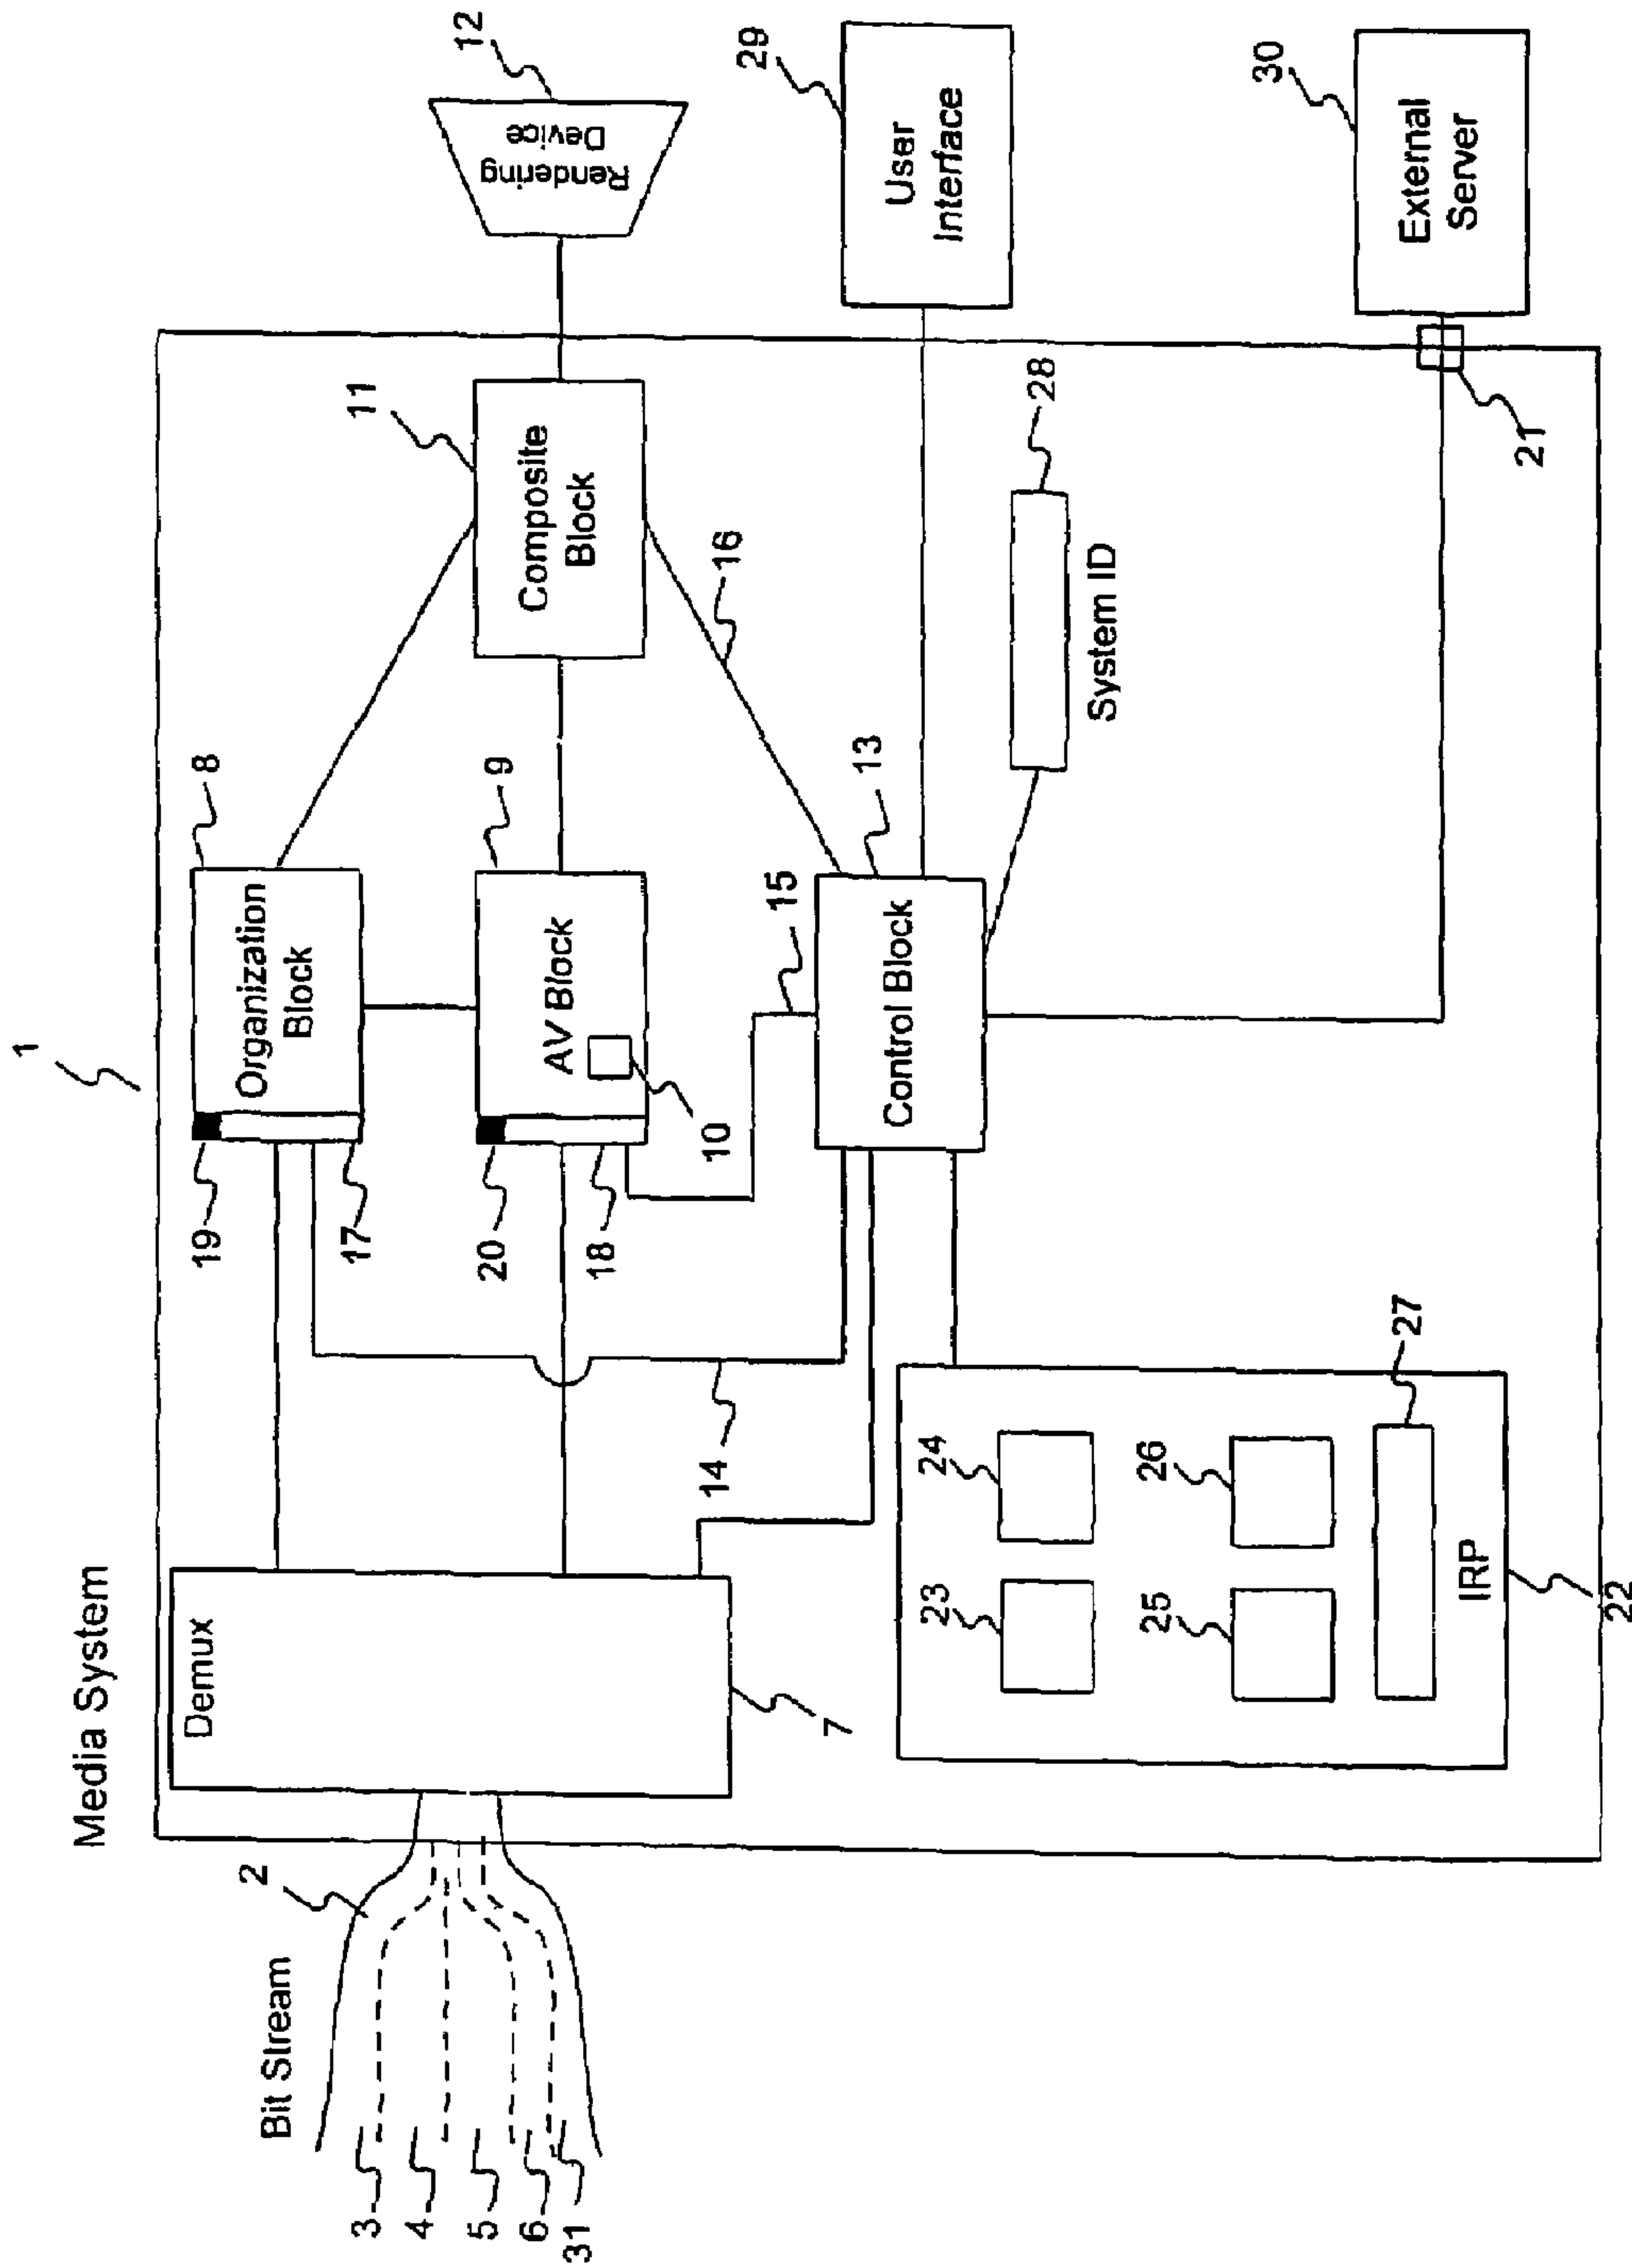 Media System
1
Bit Stream
2
3
4
5
6
31
Demux
7
19
17
Organization
Block
8
20
18
AV Block
9
10
14
15
Control Block
13
16
Composite
Block
11
Rendering
Device
12
User
Interface
29
System ID
28
External
Server
30
21
23
24
25
26
27
IRP
22